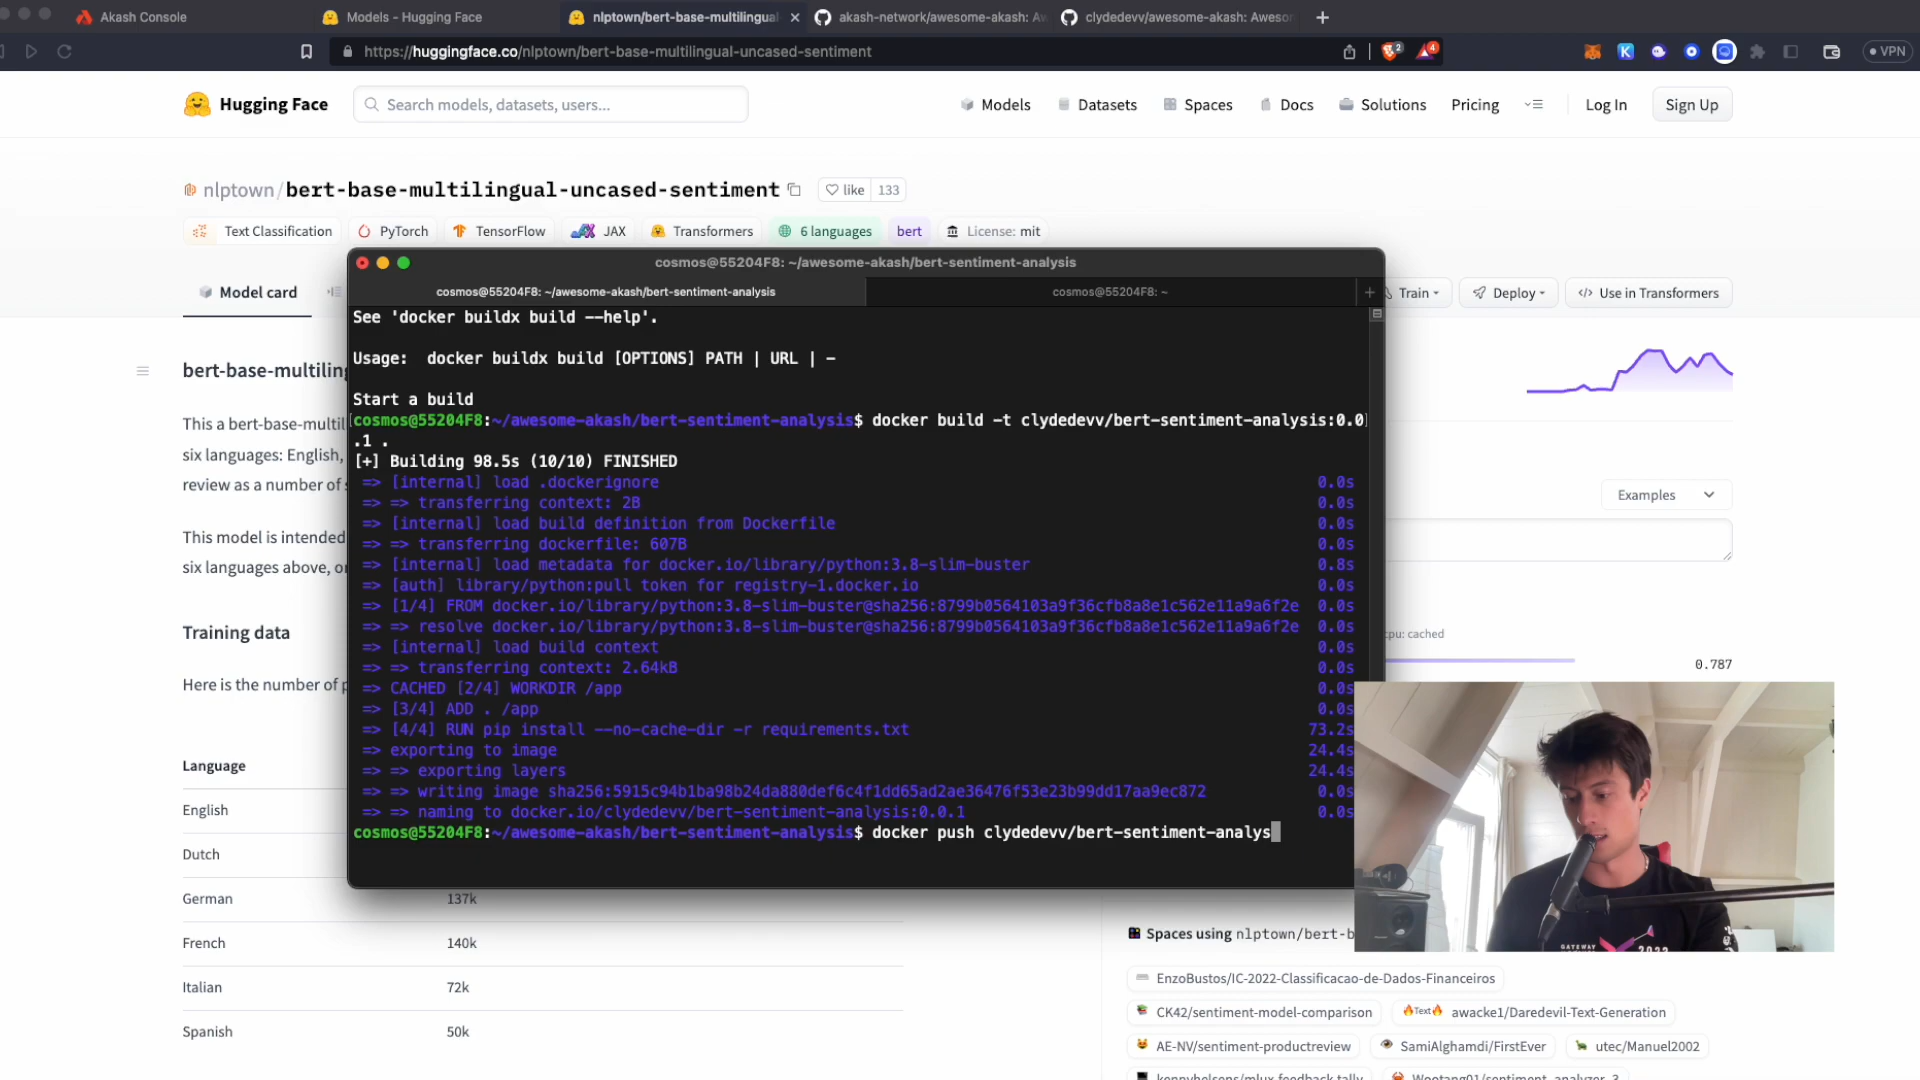 Akash Console
Models - Hugging Face
nlptown/bert-base-multilingual
akash-network/awesome-akash: Aw
clydedevv/awesome-akash: Aweso
https://huggingface.co/nlptown/bert-base-multilingual-uncased-sentiment
2
4
K
VPN
Hugging Face
Search models, datasets, users...
Models
Datasets
Spaces
Docs
Solutions
Pricing
Log In
Sign Up
nlptown/bert-base-multilingual-uncased-sentiment
like 133
Text Classification
PyTorch
TensorFlow
JAX
Transformers
6 languages
bert
License: mit
cosmos@55204F8: ~/awesome-akash/bert-sentiment-analysis
cosmos@55204F8: ~/awesome-akash/bert-sentiment-analysis
cosmos@55204F8: ~
Model card
Train
Deploy
</> Use in Transformers
See 'docker buildx build --help'.
Usage:  docker buildx build [OPTIONS] PATH | URL | -
Start a build
cosmos@55204F8:~/awesome-akash/bert-sentiment-analysis$ docker build -t clydedevv/bert-sentiment-analysis:0.0
.1 .
[+] Building 98.5s (10/10) FINISHED
=> [internal] load .dockerignore 0.0s
=> => transferring context: 2B 0.0s
=> [internal] load build definition from Dockerfile 0.0s
=> => transferring dockerfile: 607B 0.0s
=> [internal] load metadata for docker.io/library/python:3.8-slim-buster 0.8s
=> [auth] library/python:pull token for registry-1.docker.io 0.0s
=> [1/4] FROM docker.io/library/python:3.8-slim-buster@sha256:8799b0564103a9f36cfb8a8e1c562e11a9a6f2e 0.0s
=> => resolve docker.io/library/python:3.8-slim-buster@sha256:8799b0564103a9f36cfb8a8e1c562e11a9a6f2e 0.0s
=> [internal] load build context 0.0s
=> => transferring context: 2.64kB 0.0s
=> CACHED [2/4] WORKDIR /app 0.0s
=> [3/4] ADD . /app 0.0s
=> [4/4] RUN pip install --no-cache-dir -r requirements.txt 73.2s
=> exporting to image 24.4s
=> => exporting layers 24.4s
=> => writing image sha256:5915c94b1ba98b24da880def6c4f1dd65ad2ae36476f53e23b99dd17aa9ec872 0.0s
=> => naming to docker.io/clydedevv/bert-sentiment-analysis:0.0.1 0.0s
cosmos@55204F8:~/awesome-akash/bert-sentiment-analysis$ docker push clydedevv/bert-sentiment-analys
bert-base-multiling
This a bert-base-multil
six languages: English,
review as a number of
This model is intended
six languages above, or
Training data
Here is the number of p
Language
English
Dutch
German 137k
French 140k
Italian 72k
Spanish 50k
Examples
cpu: cached
0.787
GATEWAY
2022
Spaces using nlptown/bert-b
EnzoBustos/IC-2022-Classificacao-de-Dados-Financeiros
CK42/sentiment-model-comparison
Text awacke1/Daredevil-Text-Generation
AE-NV/sentiment-productreview
SamiAlghamdi/FirstEver
utec/Manuel2002